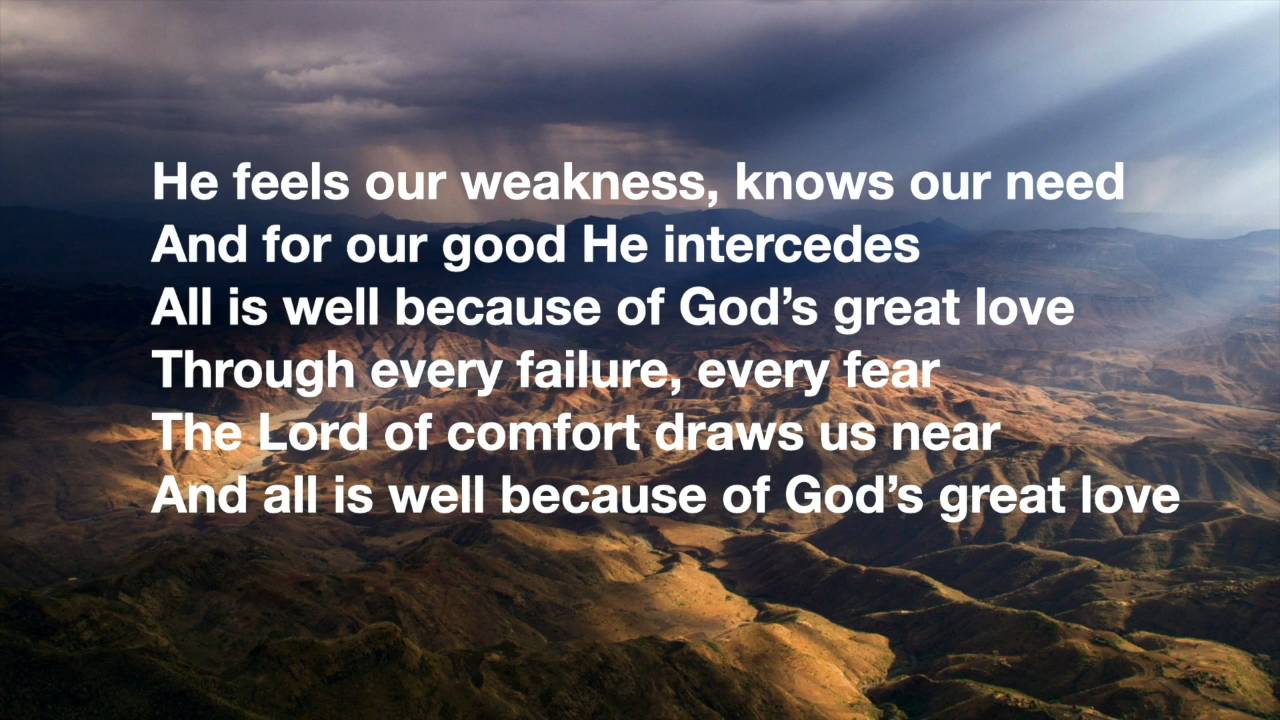 He feels our weakness, knows our need
And for our good He intercedes
All is well because of God’s great love
Through every failure, every fear
The Lord of comfort draws us near
And all is well because of God’s great love